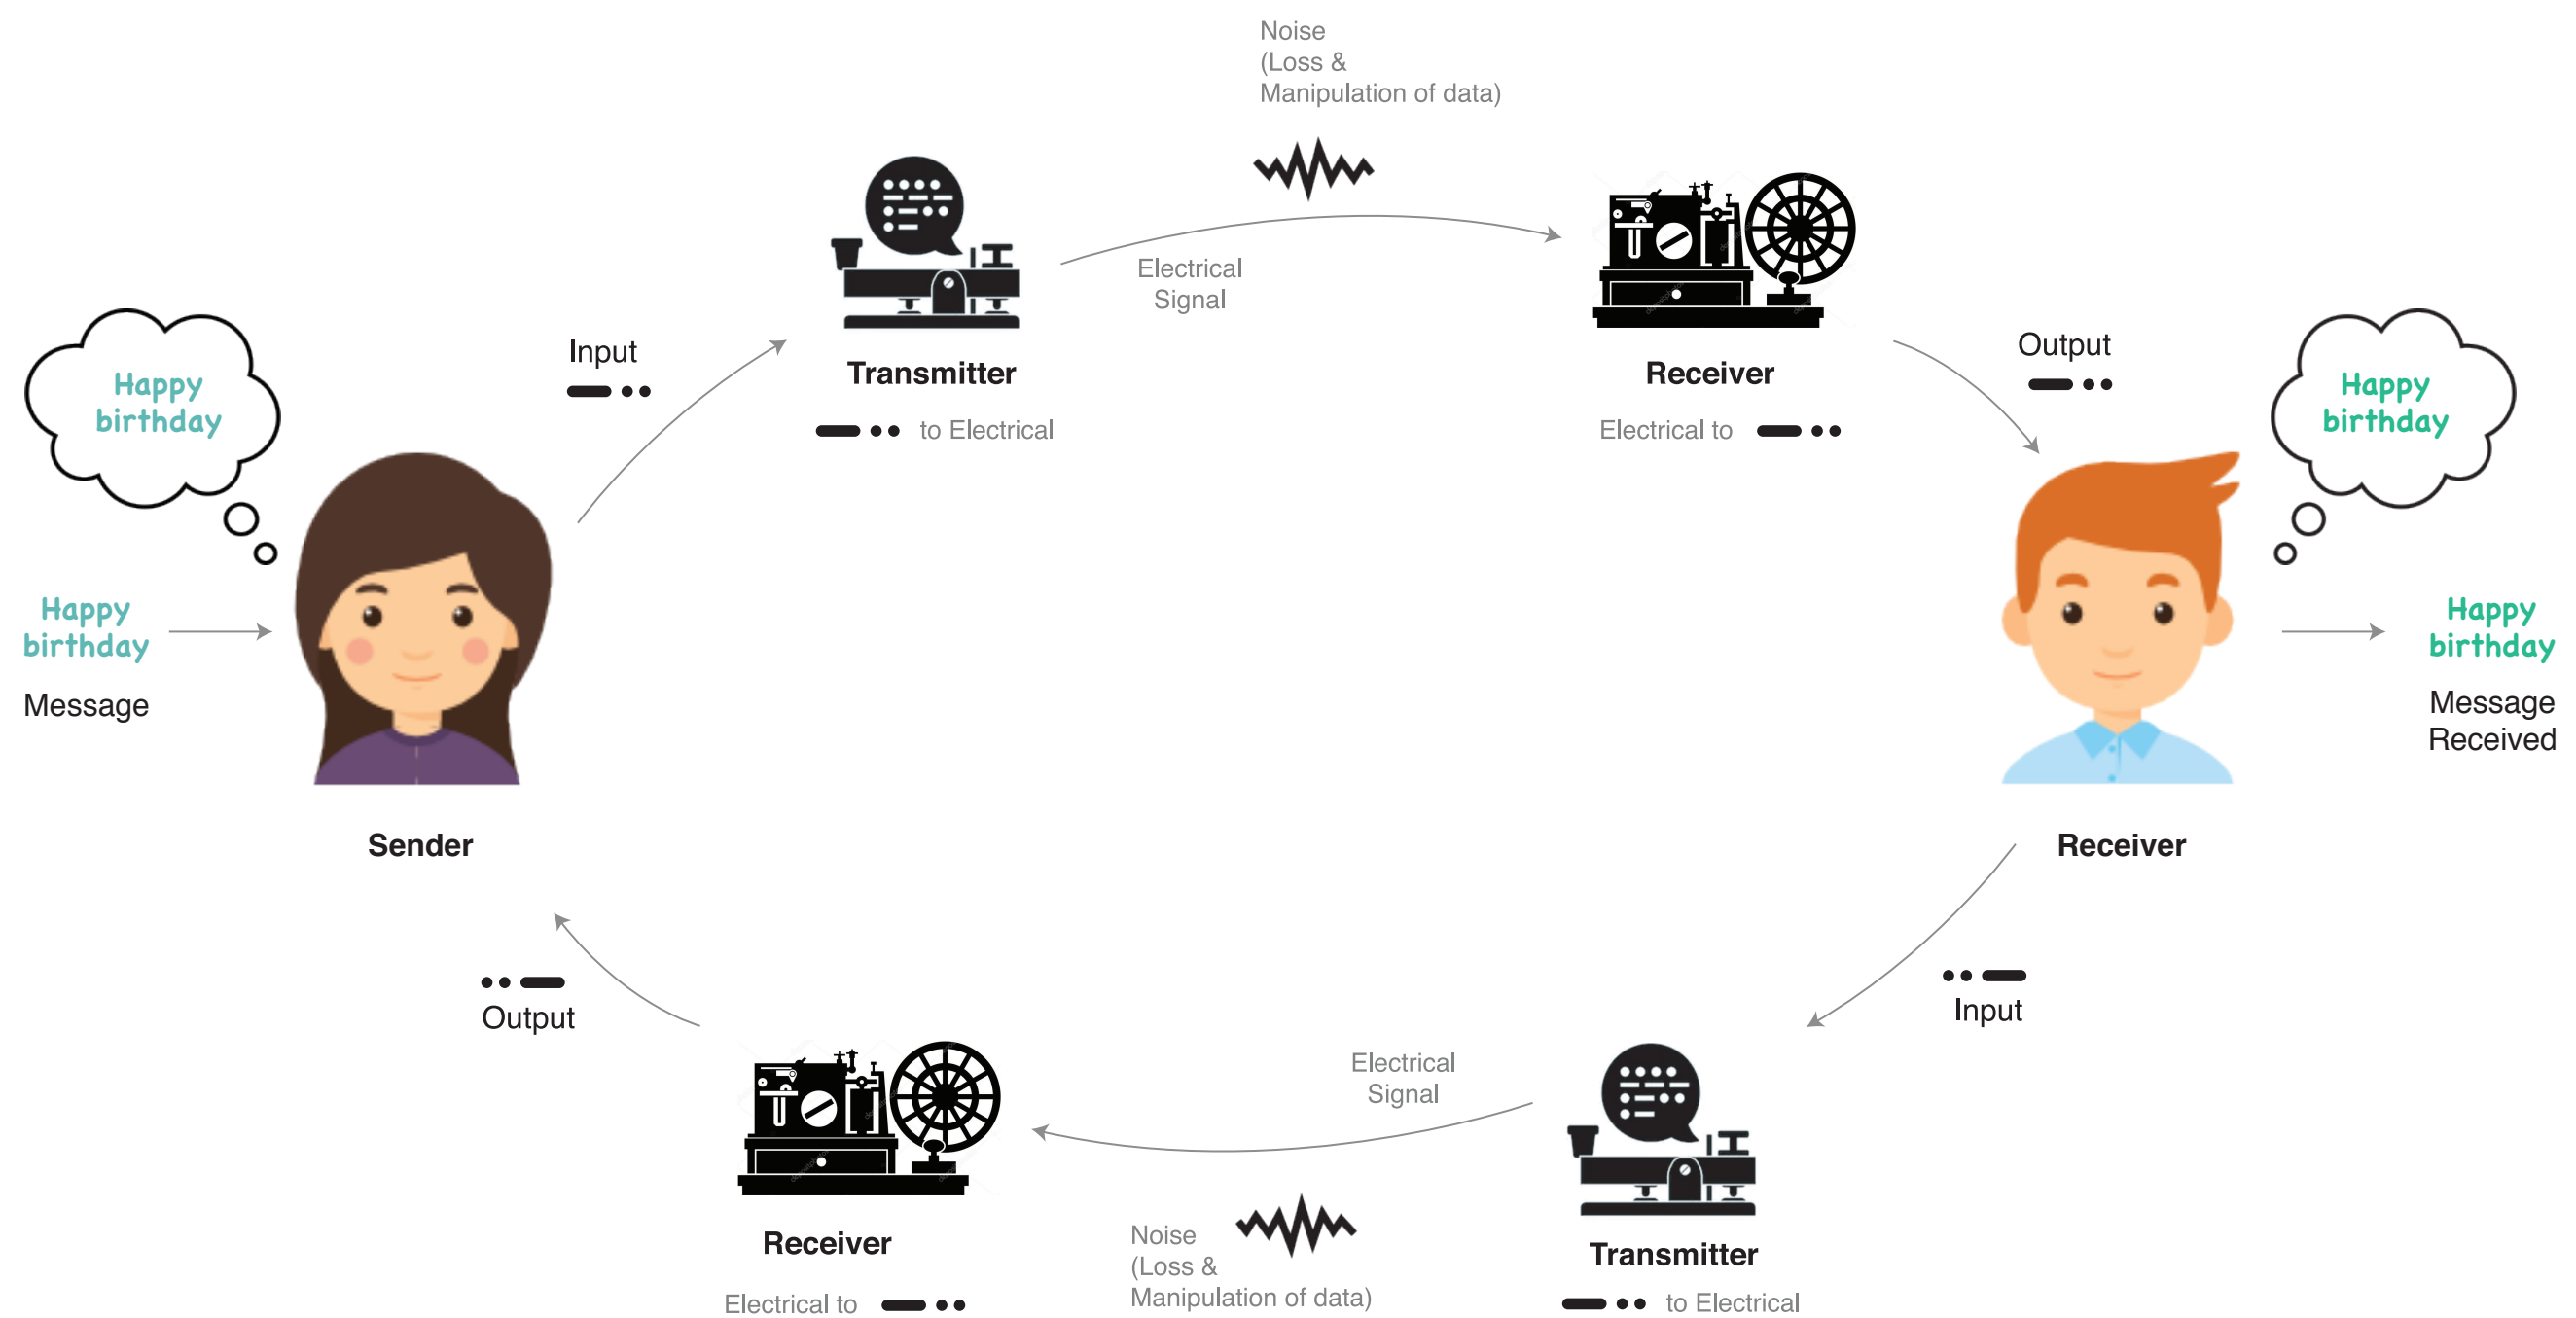 Noise
(Loss &
Manipulation of data)
Electrical
Signal
Input
Transmitter
to Electrical
Receiver
Electrical to
Output
Happy
birthday
Happy
birthday
Message
Sender
Happy
birthday
Happy
birthday
Message
Received
Receiver
Input
Electrical
Signal
Transmitter
to Electrical
Noise
(Loss &
Manipulation of data)
Receiver
Electrical to
Output